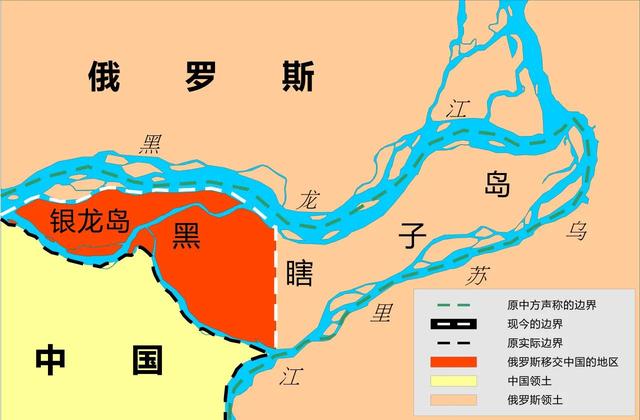 俄罗斯
黑龙江
银龙岛
黑瞎子岛
乌苏里江
中国
原中方声称的边界
现今的边界
原实际边界
俄罗斯移交中国的地区
中国领土
俄罗斯领土